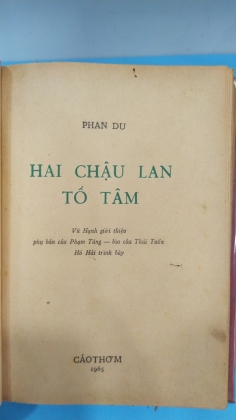 PHAN DU
HAI CHẬU LAN
TỐ TÂM
Vũ Hạnh giới thiệu
phụ bản của Phạm Tăng — bìa của Thái Tuấn
Hồ Hải trình bày
CẢO THƠM
1965